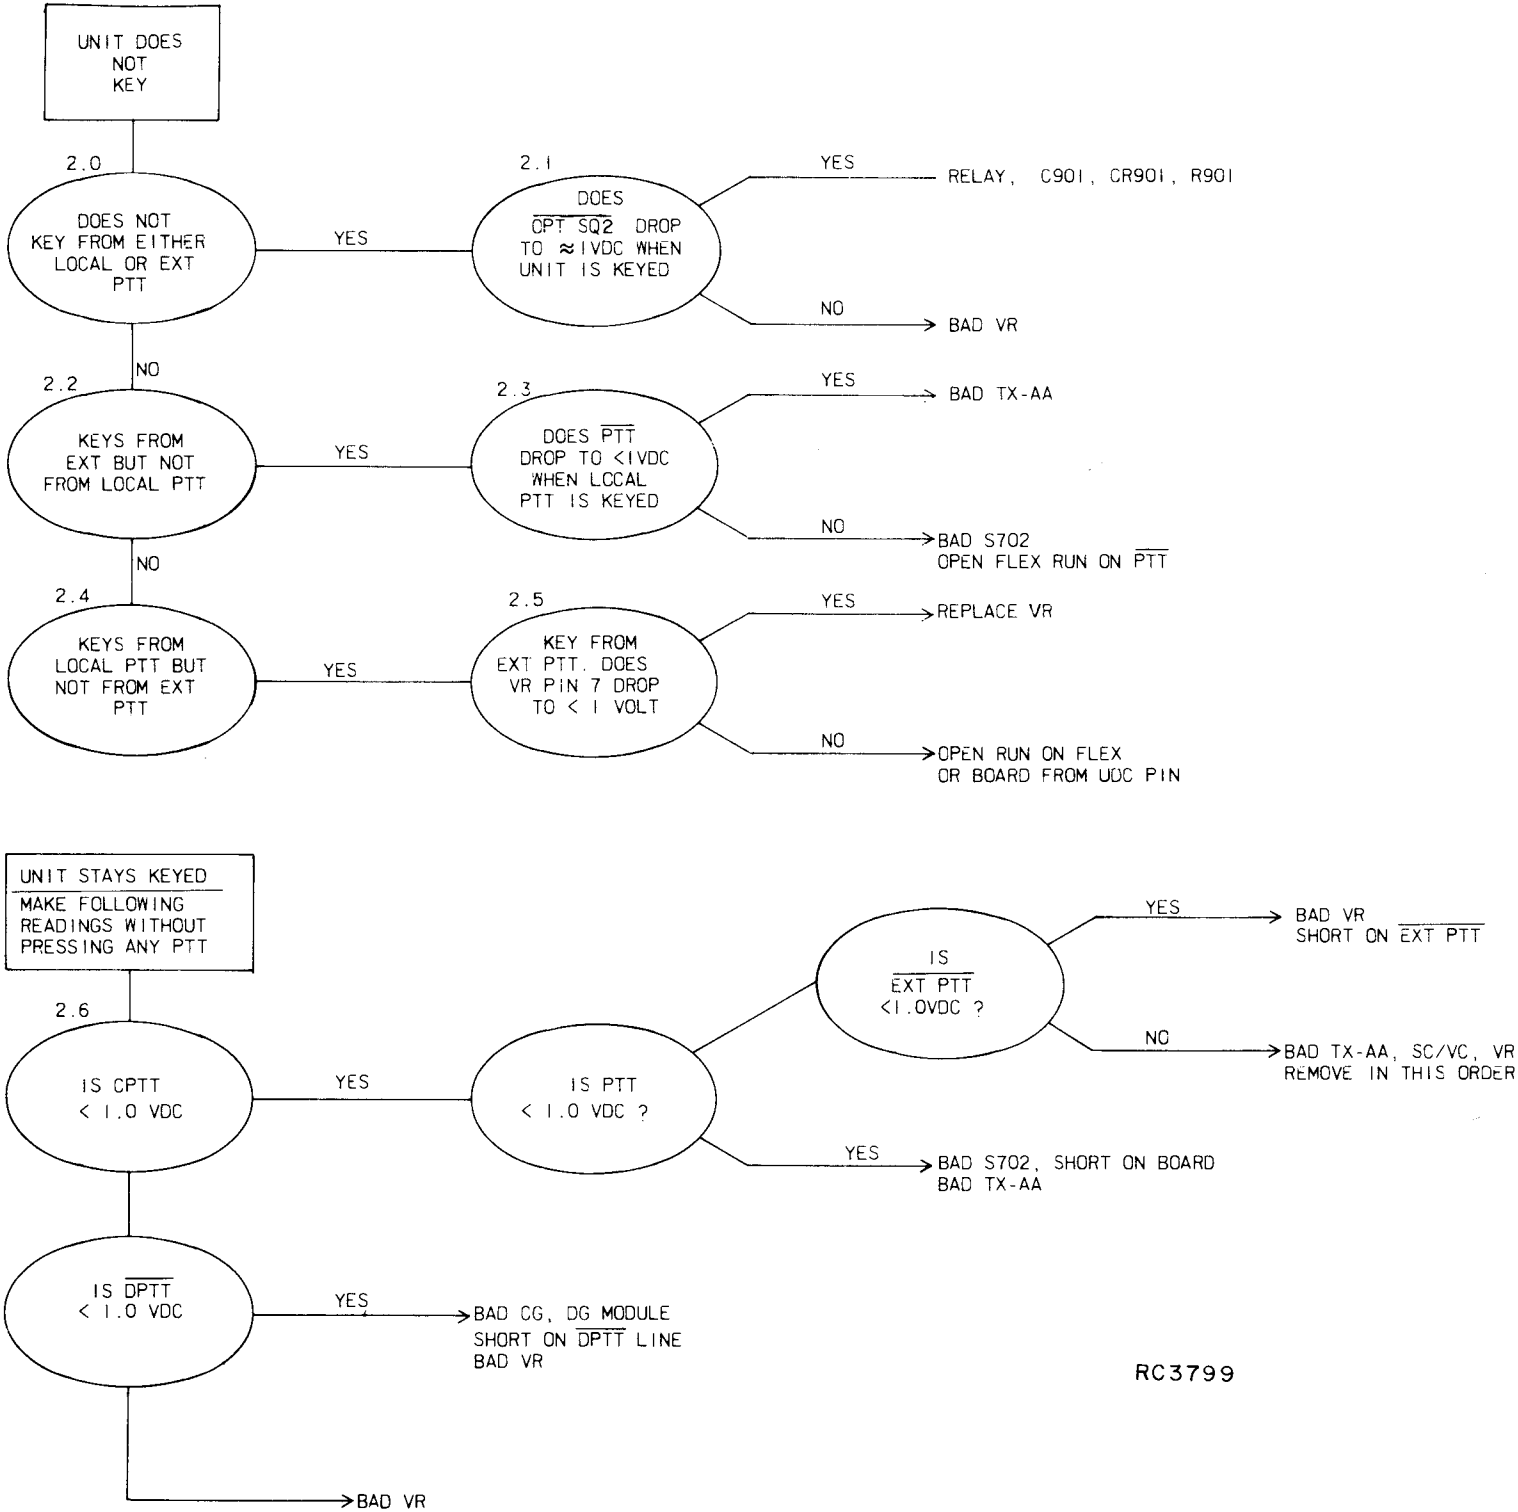 UNIT DOES
NOT
KEY
2.0
DOES NOT
KEY FROM EITHER
LOCAL OR EXT
PTT
YES
2.1
DOES
OPT SQ2 DROP
TO ≈1VDC WHEN
UNIT IS KEYED
YES
RELAY, C901, CR901, R901
NO
BAD VR
NO
2.2
KEYS FROM
EXT BUT NOT
FROM LOCAL PTT
YES
2.3
DOES PTT
DROP TO <1VDC
WHEN LOCAL
PTT IS KEYED
YES
BAD TX-AA
NO
BAD S702
OPEN FLEX RUN ON PTT
NO
2.4
KEYS FROM
LOCAL PTT BUT
NOT FROM EXT
PTT
YES
2.5
KEY FROM
EXT PTT. DOES
VR PIN 7 DROP
TO < 1 VOLT
YES
REPLACE VR
NO
OPEN RUN ON FLEX
OR BOARD FROM UDC PIN
UNIT STAYS KEYED
MAKE FOLLOWING
READINGS WITHOUT
PRESSING ANY PTT
2.6
IS CPTT
< 1.0 VDC
YES
IS PTT
< 1.0 VDC ?
IS
EXT PTT
<1.0VDC ?
YES
BAD VR
SHORT ON EXT PTT
NO
BAD TX-AA, SC/VC, VR
REMOVE IN THIS ORDER
YES
BAD S702, SHORT ON BOARD
BAD TX-AA
IS DPTT
< 1.0 VDC
YES
BAD CG, DG MODULE
SHORT ON DPTT LINE
BAD VR
BAD VR
RC3799